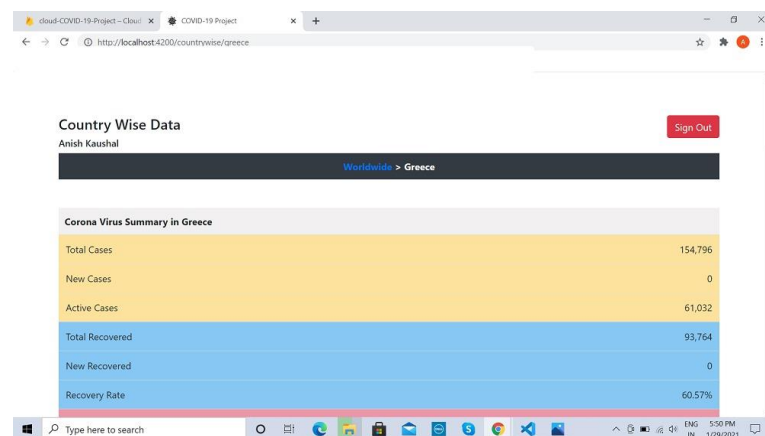 cloud-COVID-19-Project – Cloud
COVID-19 Project
http://localhost:4200/countrywise/greece
A
Country Wise Data
Sign Out
Anish Kaushal
Worldwide > Greece
Corona Virus Summary in Greece
Total Cases 154,796
New Cases 0
Active Cases 61,032
Total Recovered 93,764
New Recovered 0
Recovery Rate 60.57%
Type here to search
ENG 5:50 PM
IN 1/29/2021